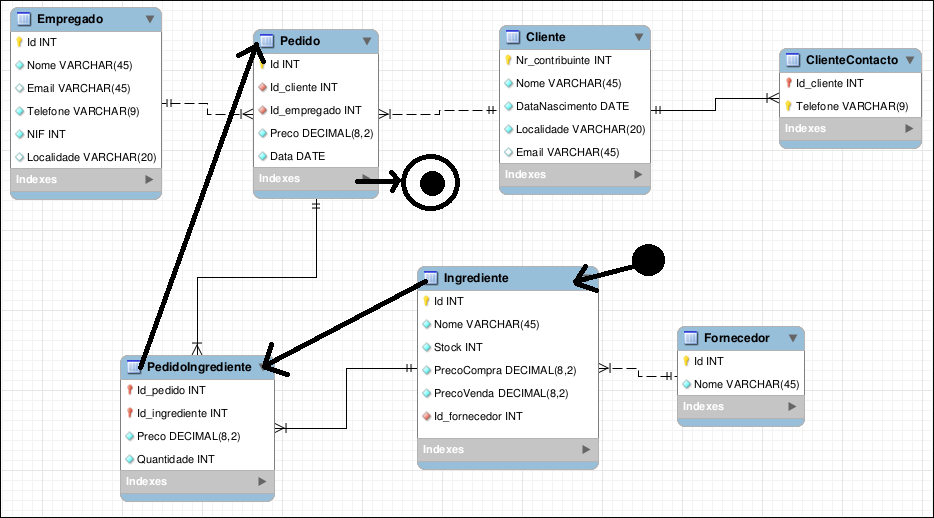 Empregado
Id INT
Nome VARCHAR(45)
Email VARCHAR(45)
Telefone VARCHAR(9)
NIF INT
Localidade VARCHAR(20)
Indexes
Pedido
Id INT
Id_cliente INT
Id_empregado INT
Preco DECIMAL(8,2)
Data DATE
Indexes
Cliente
Nr_contribuinte INT
Nome VARCHAR(45)
DataNascimento DATE
Localidade VARCHAR(20)
Email VARCHAR(45)
Indexes
ClienteContacto
Id_cliente INT
Telefone VARCHAR(9)
Indexes
PedidoIngrediente
Id_pedido INT
Id_ingrediente INT
Preco DECIMAL(8,2)
Quantidade INT
Indexes
Ingrediente
Id INT
Nome VARCHAR(45)
Stock INT
PrecoCompra DECIMAL(8,2)
PrecoVenda DECIMAL(8,2)
Id_fornecedor INT
Indexes
Fornecedor
Id INT
Nome VARCHAR(45)
Indexes